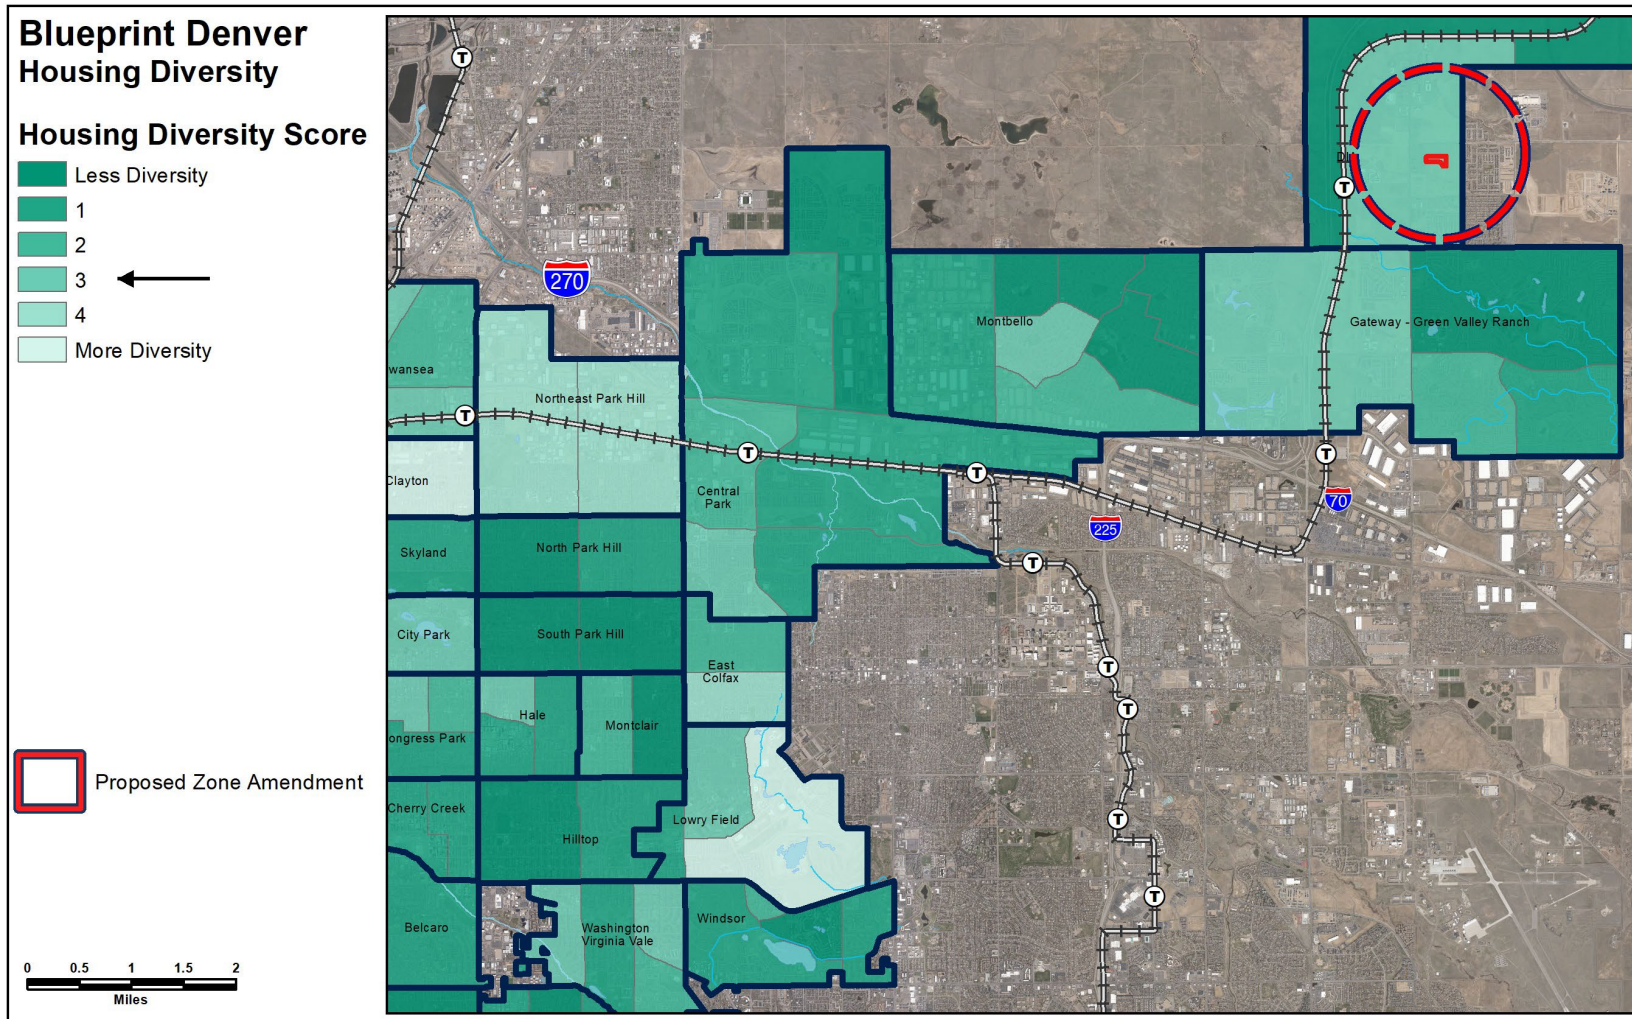 Blueprint Denver
Housing Diversity
Housing Diversity Score
Less Diversity
1
2
3
4
More Diversity
Proposed Zone Amendment
0 0.5 1 1.5 2
Miles
T
T
270
Montbello
Gateway - Green Valley Ranch
wansea
Northeast Park Hill
T
T
T
T
Clayton
Central
Park
70
225
Skyland
North Park Hill
T
City Park
South Park Hill
East
Colfax
T
Hale
Montclair
T
ongress Park
Cherry Creek
Lowry Field
T
Hilltop
T
Belcaro
Washington
Virginia Vale
Windsor